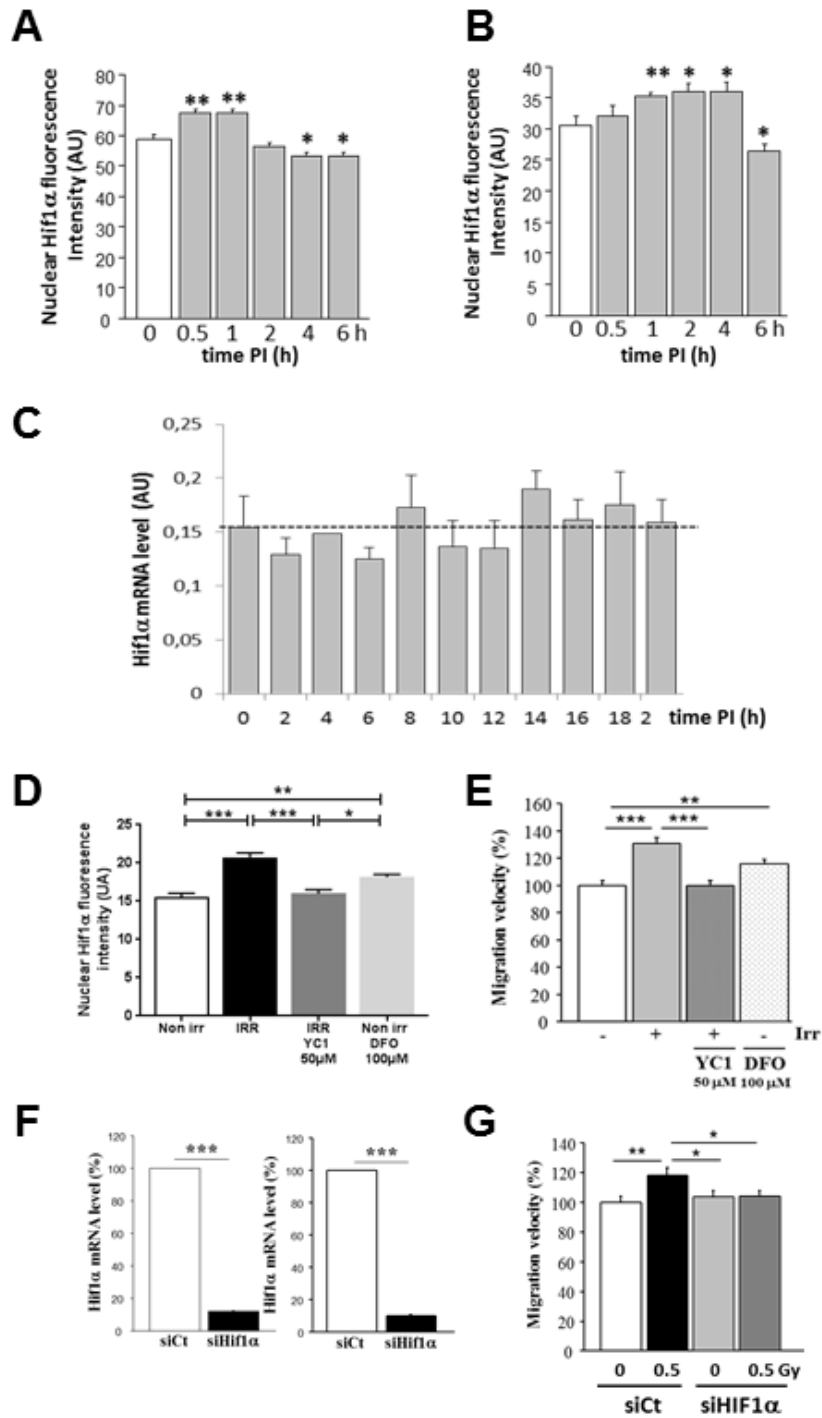 A
Nuclear Hif1α fluorescence
Intensity (AU)
80
70
60
50
40
30
20
10
0
** **
* *
0 0.5 1 2 4 6 h
time PI (h)
B
Nuclear Hif1α fluorescence
Intensity (AU)
40
35
30
25
20
15
10
5
0
** * *
*
0 0.5 1 2 4 6 h
time PI (h)
C
Hif1α mRNA level (AU)
0,25
0,2
0,15
0,1
0,05
0
0 2 4 6 8 10 12 14 16 18 2 time PI (h)
D
Nuclear Hif1α fluoresence
intensity (UA)
25
20
15
10
5
0
**
*** *** *
Non irr IRR IRR Non irr
YC1 DFO
50µM 100µM
E
Migration velocity (%)
160
140
120
100
80
60
40
20
0
**
*** ***
- + + - Irr
YC1 DFO
50 µM 100 µM
F
Hif1α mRNA level (%)
120
100
80
60
40
20
0
***
siCt siHif1α
Hif1α mRNA level (%)
120
100
80
60
40
20
0
***
siCt siHif1α
G
Migration velocity (%)
140
120
100
80
60
40
20
0
*
** *
0 0.5 0 0.5 Gy
siCt siHIF1α